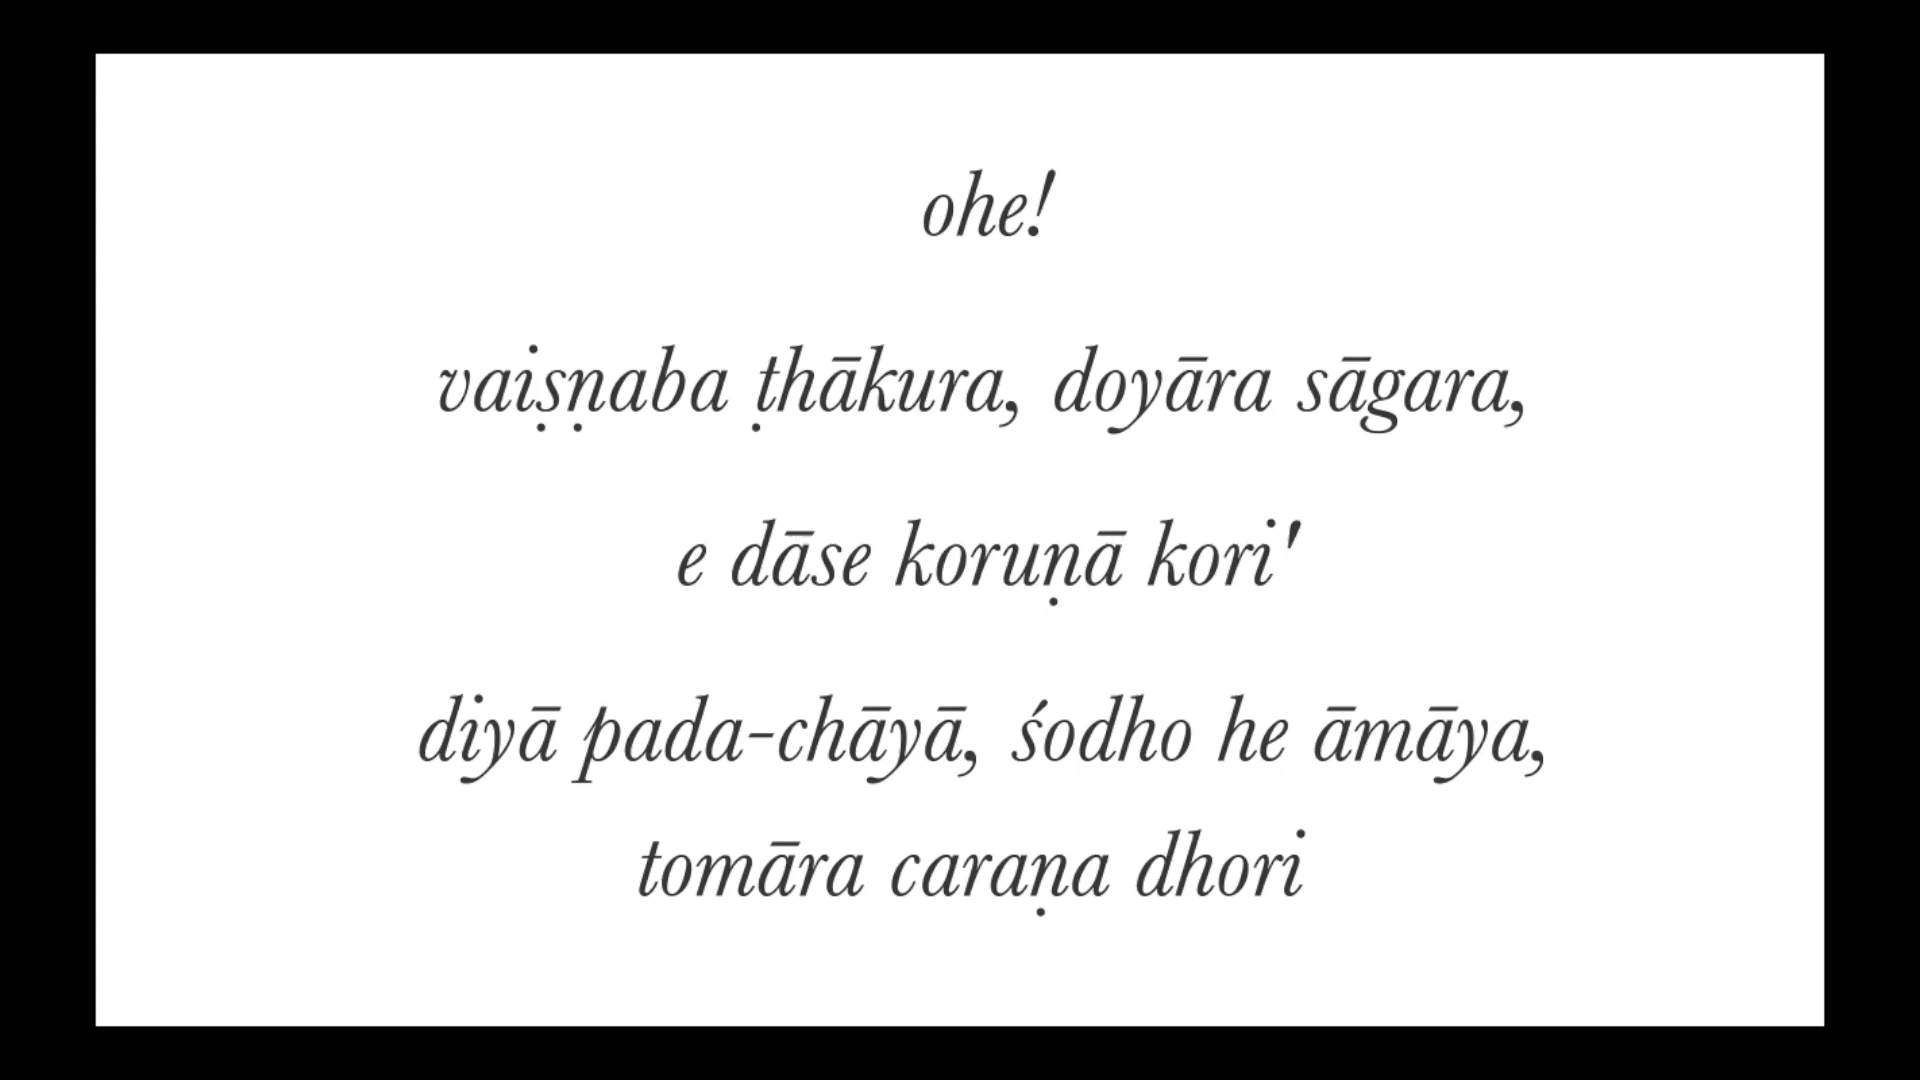 ohe!
vaiṣṇaba ṭhākura, doyāra sāgara,
e dāse koruṇā kori'
diyā pada-chāyā, śodho he āmāya,
tomāra caraṇa dhori